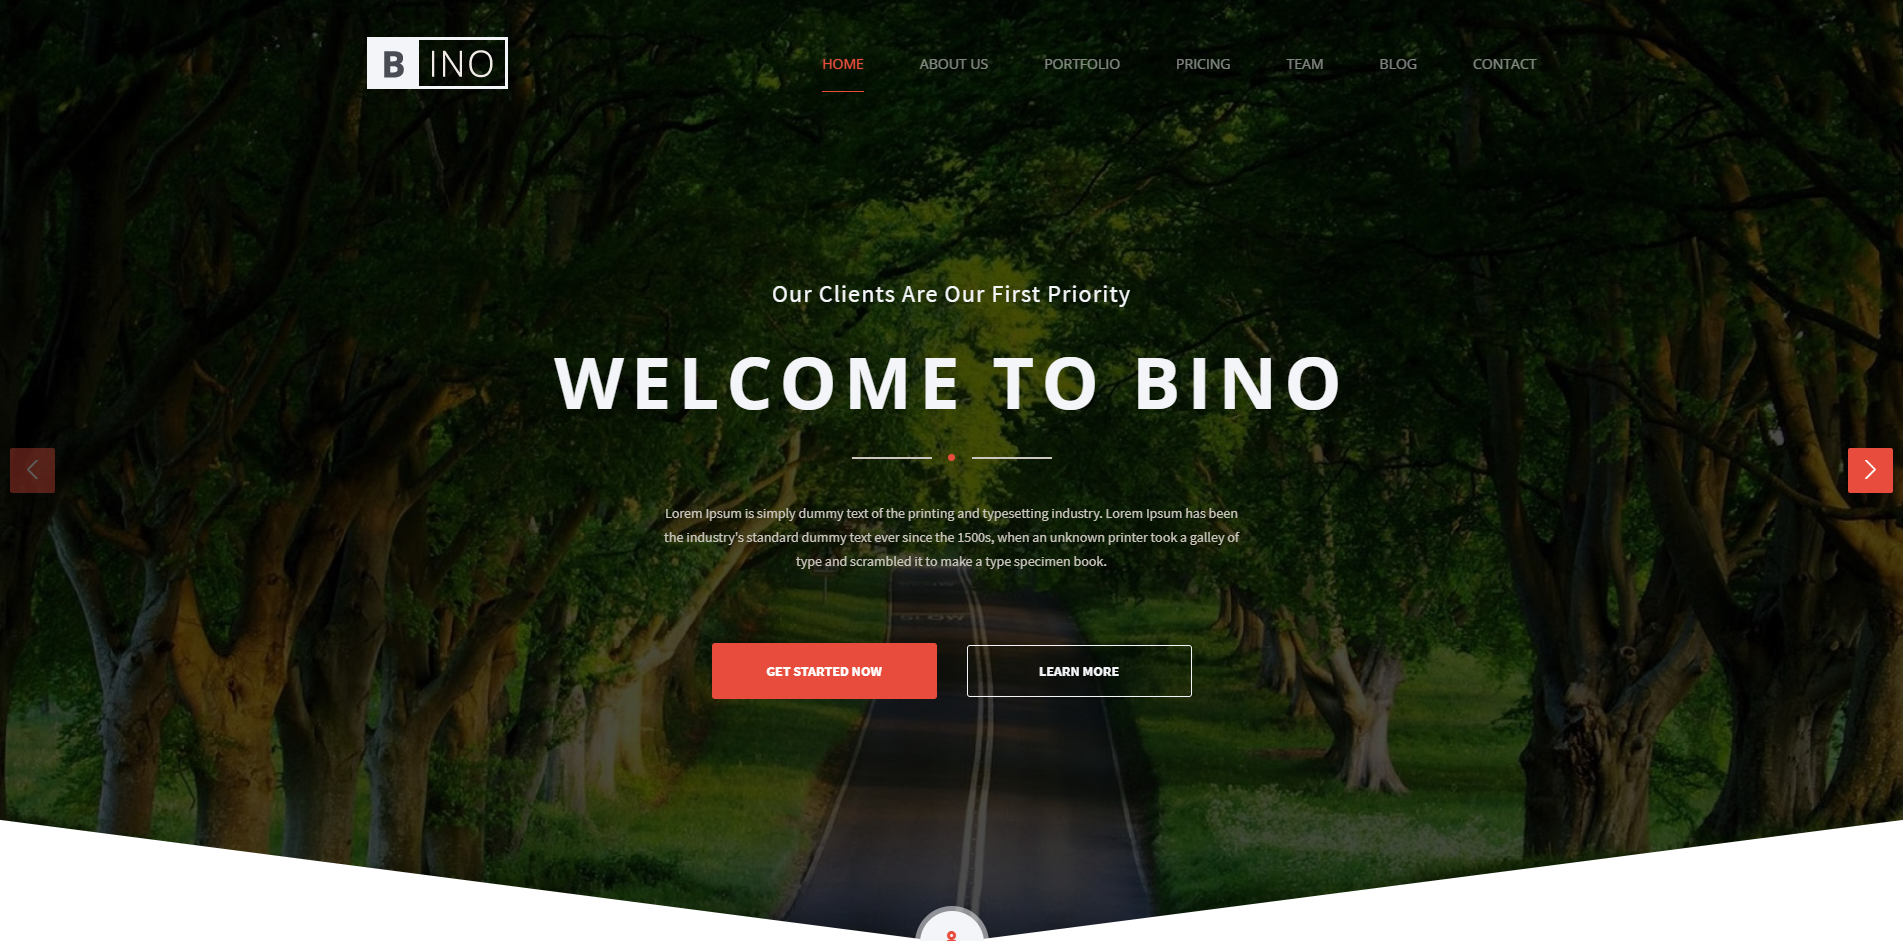 BINO
HOME ABOUT US PORTFOLIO PRICING TEAM BLOG CONTACT
Our Clients Are Our First Priority
WELCOME TO BINO
Lorem Ipsum is simply dummy text of the printing and typesetting industry. Lorem Ipsum has been
the industry's standard dummy text ever since the 1500s, when an unknown printer took a galley of
type and scrambled it to make a type specimen book.
SLOW
GET STARTED NOW LEARN MORE